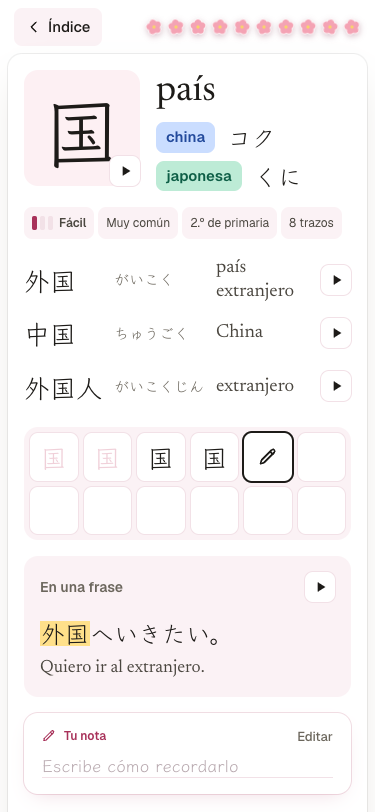 Índice
国
país
china コク
japonesa くに
Fácil Muy común 2.º de primaria 8 trazos
外国 がいこく país extranjero
中国 ちゅうごく China
外国人 がいこくじん extranjero
国 国 国 国
En una frase
外国へいきたい。
Quiero ir al extranjero.
Tu nota Editar
Escribe cómo recordarlo